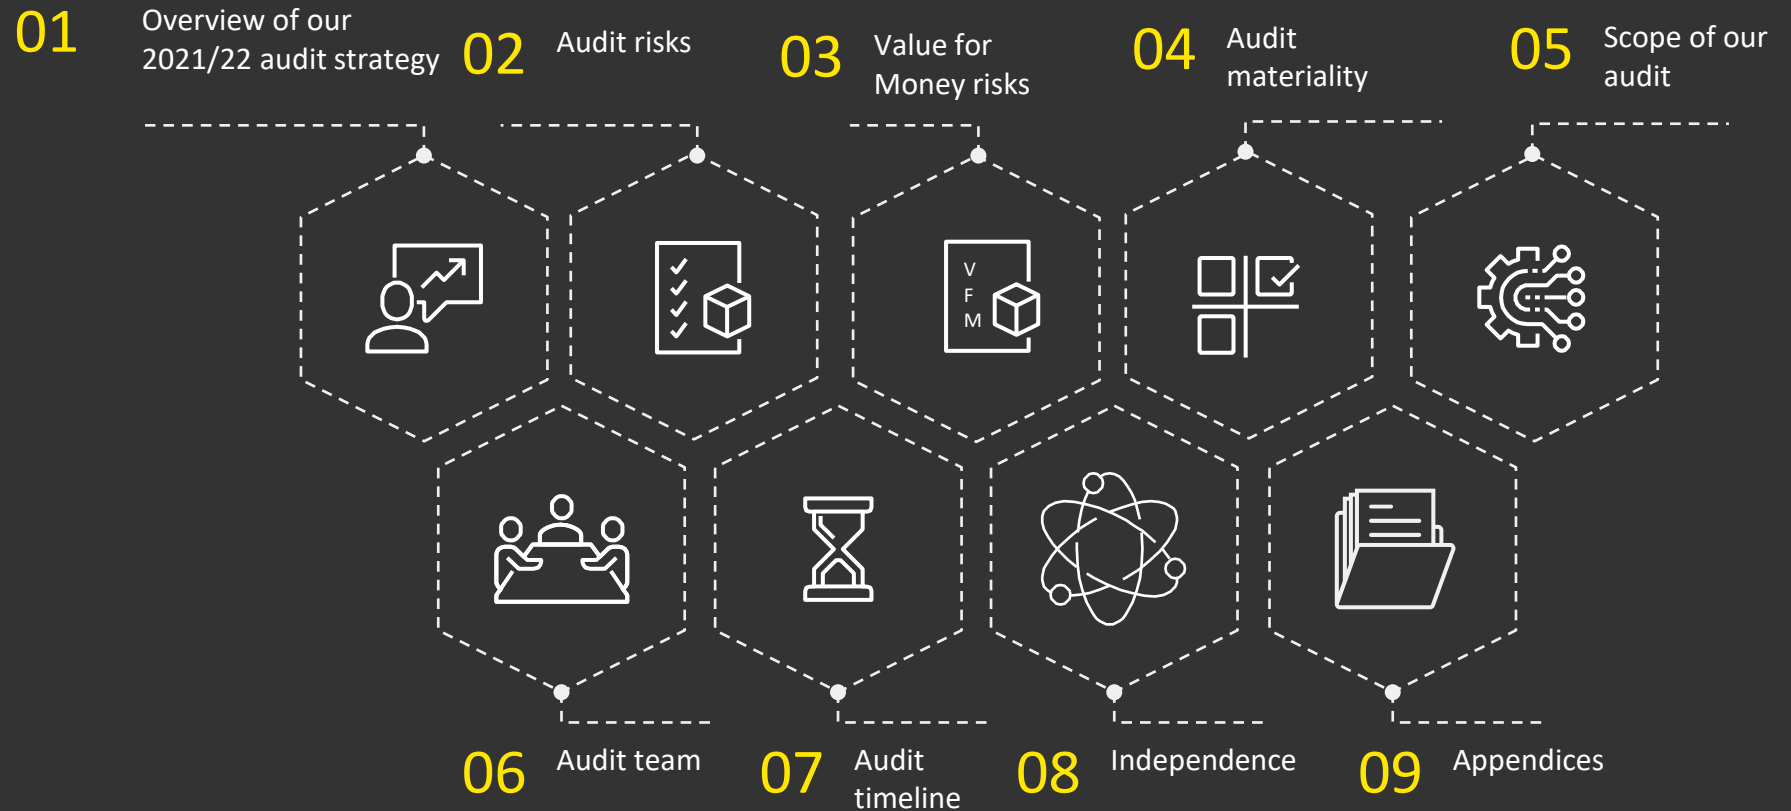 01
Overview of our
2021/22 audit strategy
02
Audit risks
03
Value for
Money risks
04
Audit
materiality
05
Scope of our
audit
V
F
M
06
Audit team
07
Audit
timeline
08
Independence
09
Appendices